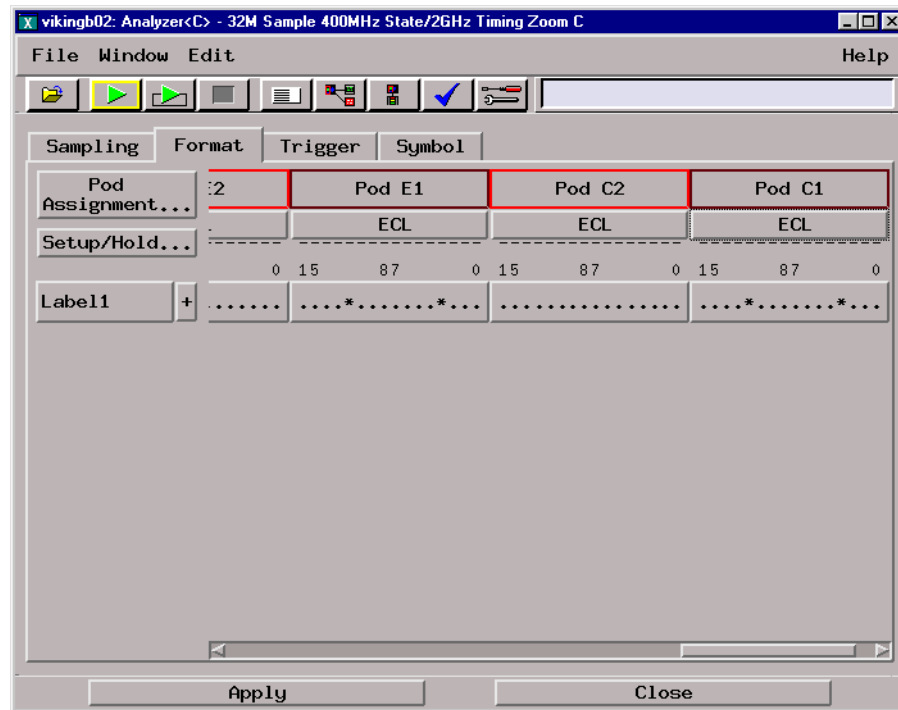 vikingb02: Analyzer<C> - 32M Sample 400MHz State/2GHz Timing Zoom C
File Window Edit Help
Sampling Format Trigger Symbol
Pod Assignment... :2 Pod E1 Pod C2 Pod C1
ECL ECL ECL
Setup/Hold...
0 15 87 0 15 87 0 15 87 0
Label1 + ....... ....*.......*... ................ ....*.......*...
Apply Close